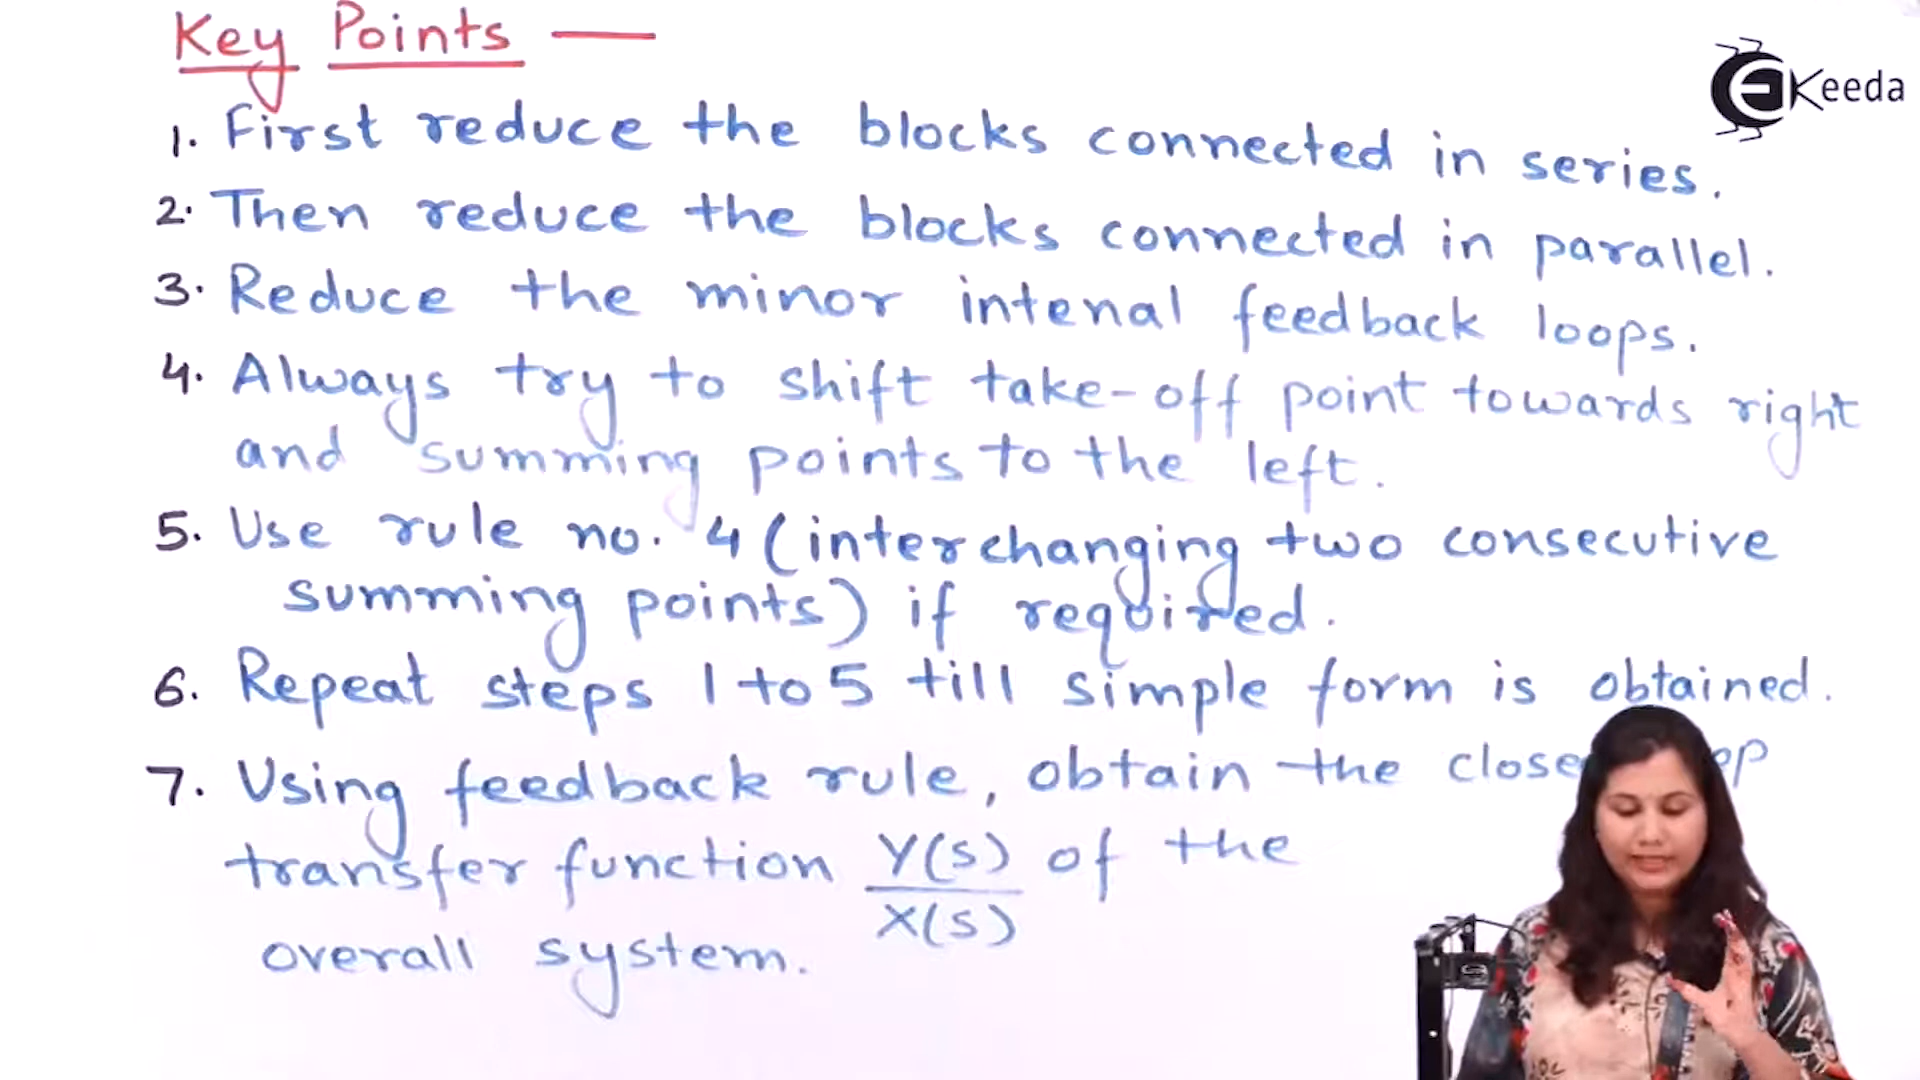 Key Points —
EKeeda
1. First reduce the blocks connected in series.
2. Then reduce the blocks connected in parallel.
3. Reduce the minor intenal feedback loops.
4. Always try to shift take-off point towards right
and summing points to the left.
5. Use rule no. 4 (interchanging two consecutive
summing points) if required.
6. Repeat steps 1 to 5 till simple form is obtained.
7. Using feedback rule, obtain the
transfer function Y(s) of the
X(s)
overall system.